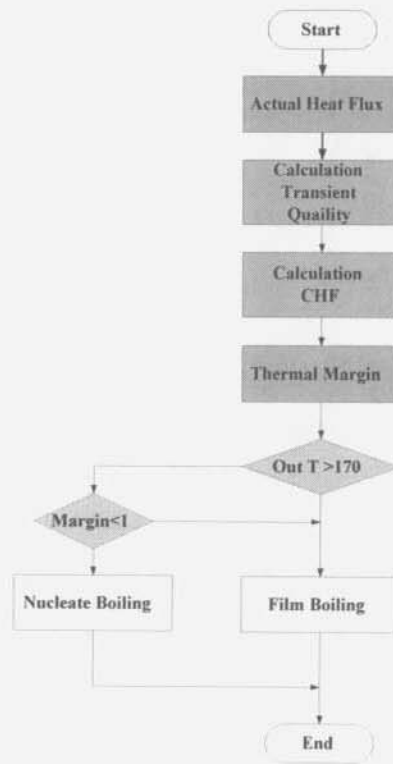 Start
Actual Heat Flux
Calculation
Transient
Quaility
Calculation
CHF
Thermal Margin
Out T >170
Margin<1
Nucleate Boiling
Film Boiling
End